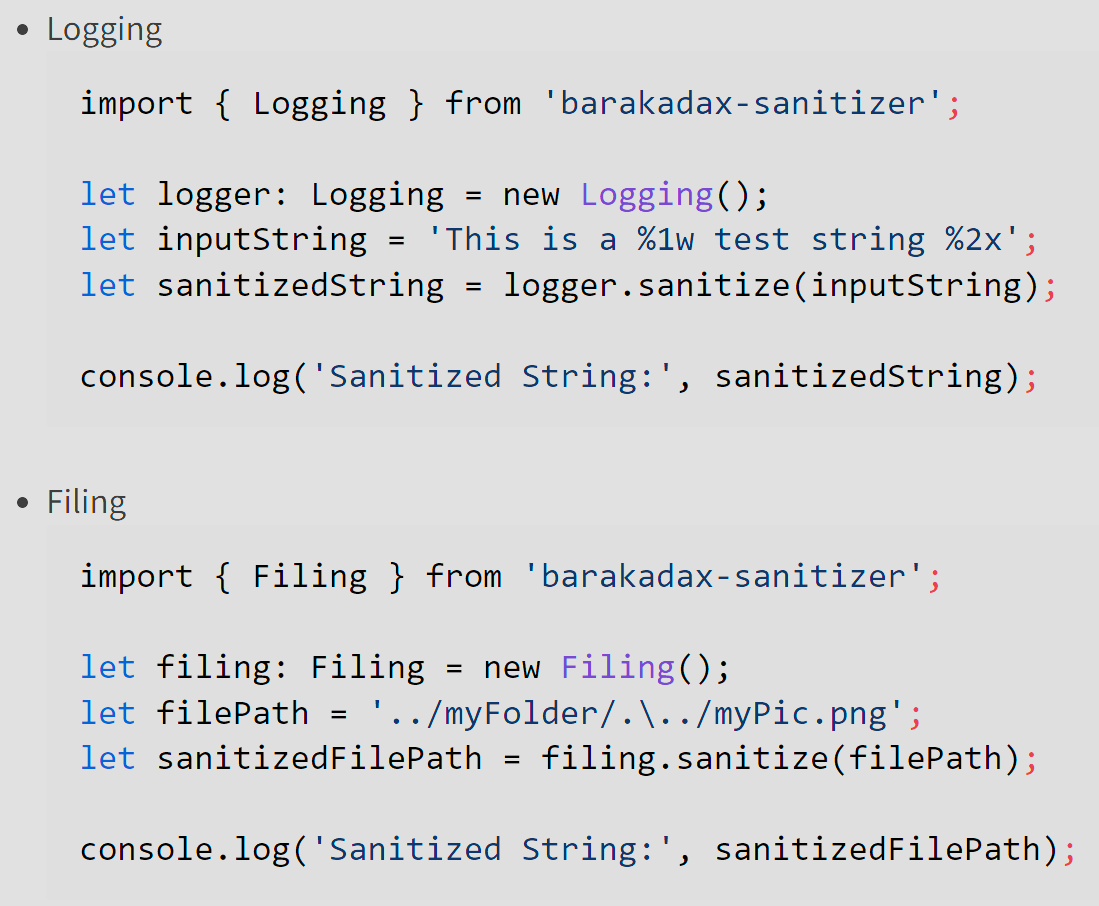 Logging
import { Logging } from 'barakadax-sanitizer';
let logger: Logging = new Logging();
let inputString = 'This is a %1w test string %2x';
let sanitizedString = logger.sanitize(inputString);
console.log('Sanitized String:', sanitizedString);
Filing
import { Filing } from 'barakadax-sanitizer';
let filing: Filing = new Filing();
let filePath = '../myFolder/.\../myPic.png';
let sanitizedFilePath = filing.sanitize(filePath);
console.log('Sanitized String:', sanitizedFilePath);